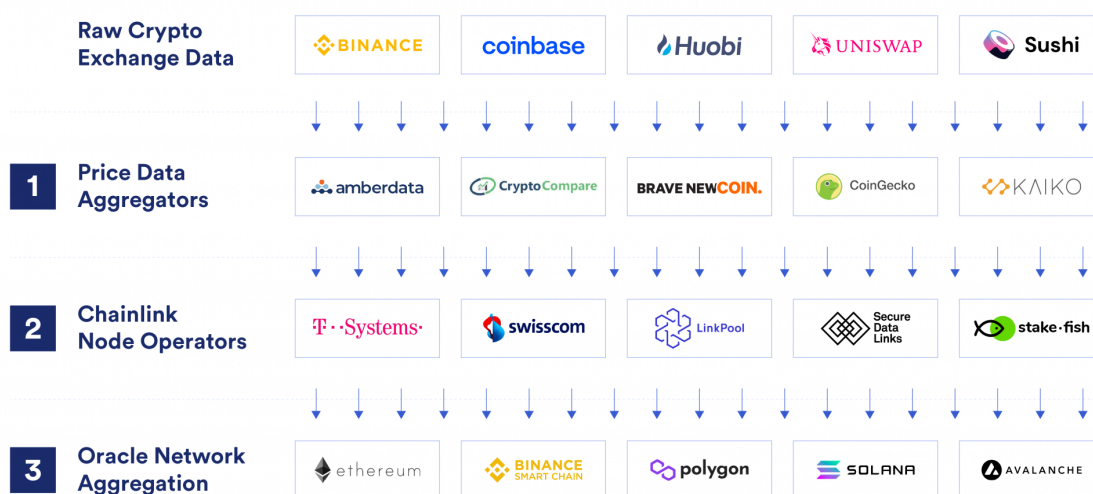 Raw Crypto
Exchange Data
BINANCE
coinbase
Huobi
UNISWAP
Sushi
1
Price Data
Aggregators
amberdata
CryptoCompare
BRAVE NEWCOIN.
CoinGecko
KAIKO
2
Chainlink
Node Operators
T··Systems·
swisscom
LinkPool
Secure
Data
Links
stake·fish
3
Oracle Network
Aggregation
ethereum
BINANCE
SMART CHAIN
polygon
SOLANA
AVALANCHE